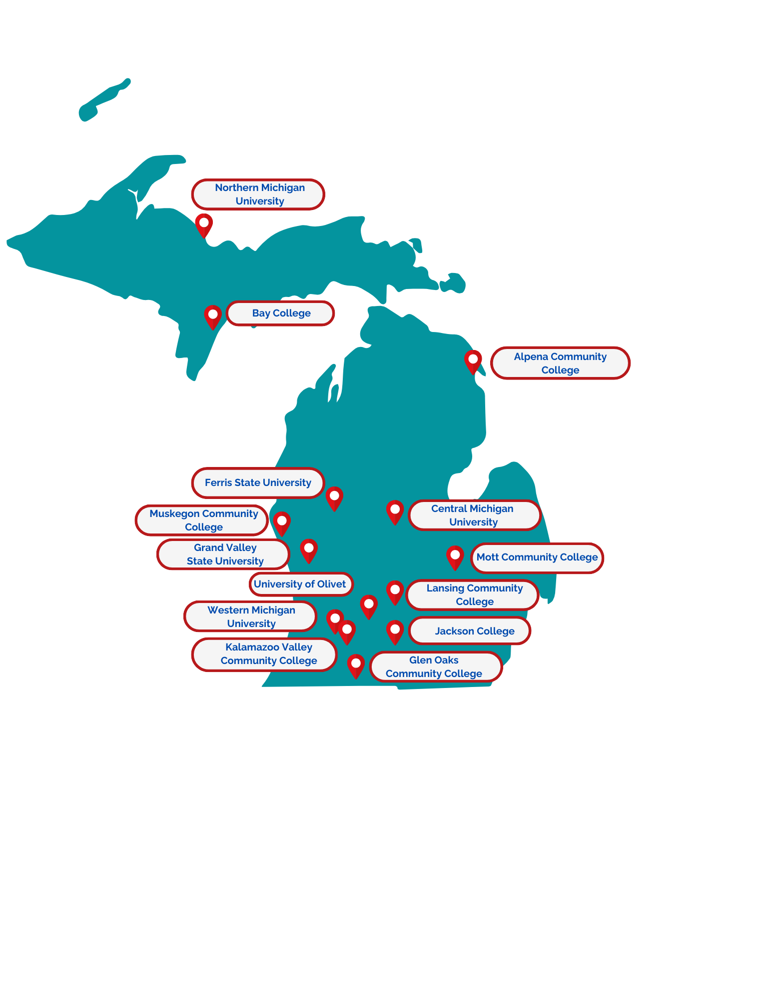 Northern Michigan
University
Bay College
Alpena Community
College
Ferris State University
Muskegon Community
College
Central Michigan
University
Grand Valley
State University
Mott Community College
University of Olivet
Lansing Community
College
Western Michigan
University
Jackson College
Kalamazoo Valley
Community College
Glen Oaks
Community College